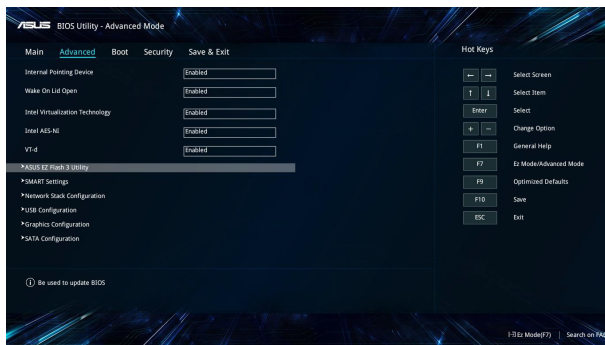 ASUS BIOS Utility - Advanced Mode
Main Advanced Boot Security Save & Exit
Hot Keys
Internal Pointing Device Enabled
Wake On Lid Open Enabled
Intel Virtualization Technology Enabled
Intel AES-NI Enabled
VT-d Enabled
ASUS EZ Flash 3 Utility
SMART Settings
Network Stack Configuration
USB Configuration
Graphics Configuration
SATA Configuration
← → Select Screen
↑ ↓ Select Item
Enter Select
+ − Change Option
F1 General Help
F7 Ez Mode/Advanced Mode
F9 Optimized Defaults
F10 Save
ESC Exit
Be used to update BIOS
Ez Mode(F7) | Search on FA